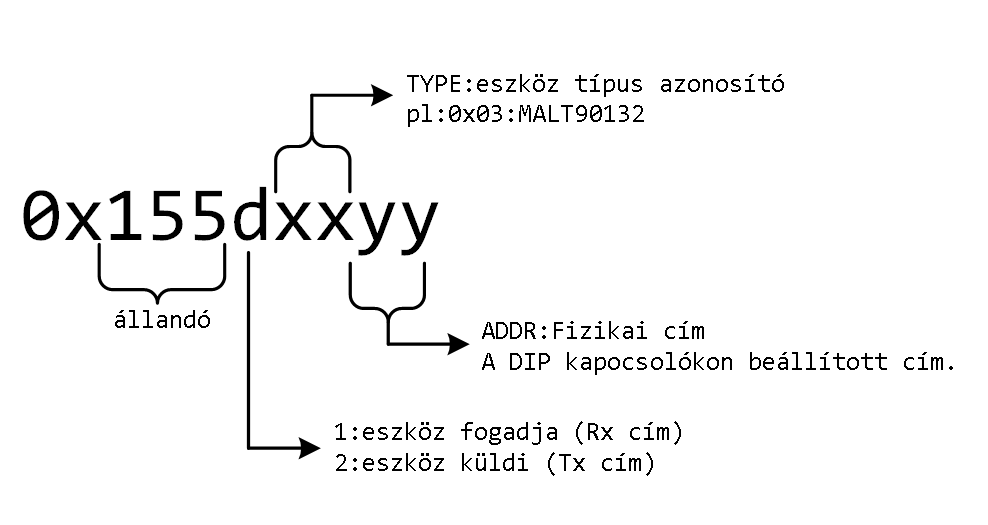 TYPE:eszköz típus azonosító
pl:0x03:MALT90132
0x155dxxyy
állandó
ADDR:Fizikai cím
A DIP kapocsolókon beállított cím.
1:eszköz fogadja (Rx cím)
2:eszköz küldi (Tx cím)